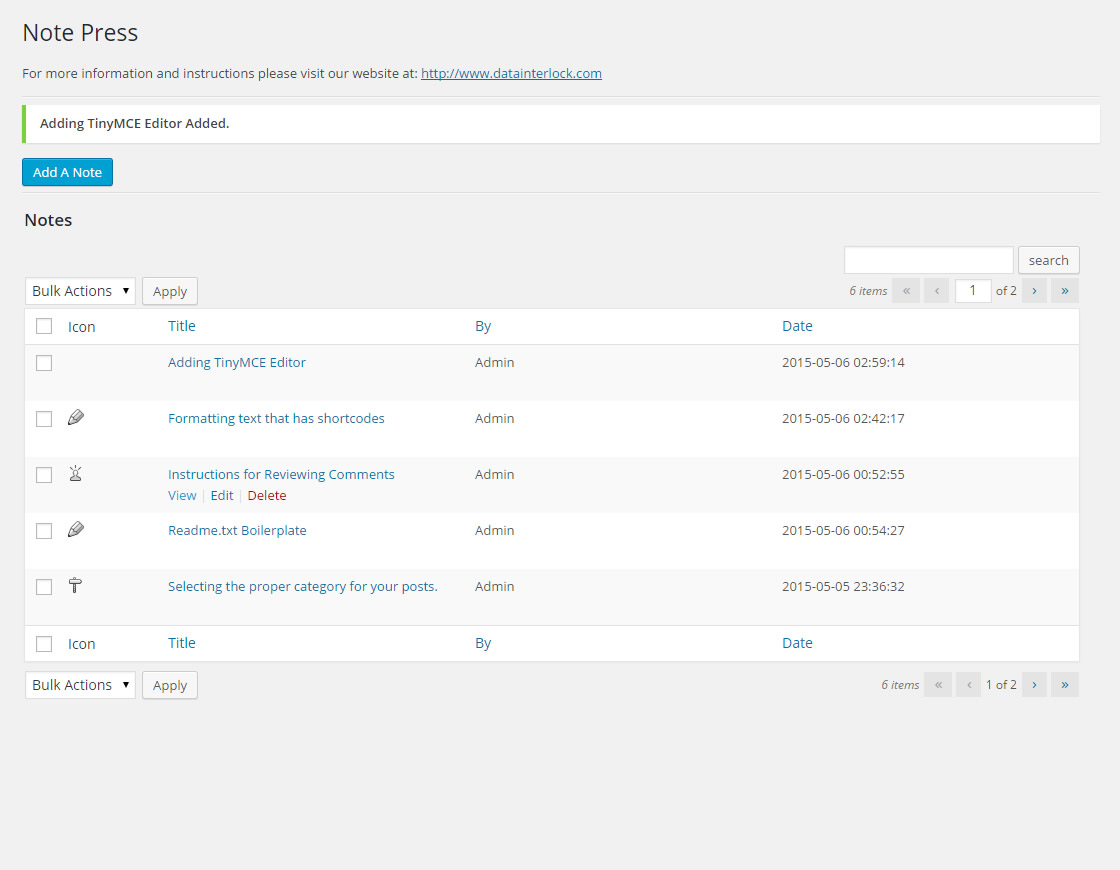 Note Press
For more information and instructions please visit our website at: http://www.datainterlock.com
Adding TinyMCE Editor Added.
Add A Note
Notes
search
Bulk Actions ▼ Apply 6 items « ‹ 1 of 2 › »
Icon Title By Date
Adding TinyMCE Editor Admin 2015-05-06 02:59:14
Formatting text that has shortcodes Admin 2015-05-06 02:42:17
Instructions for Reviewing Comments Admin 2015-05-06 00:52:55
View | Edit | Delete
Readme.txt Boilerplate Admin 2015-05-06 00:54:27
Selecting the proper category for your posts. Admin 2015-05-05 23:36:32
Icon Title By Date
Bulk Actions ▼ Apply 6 items « ‹ 1 of 2 › »